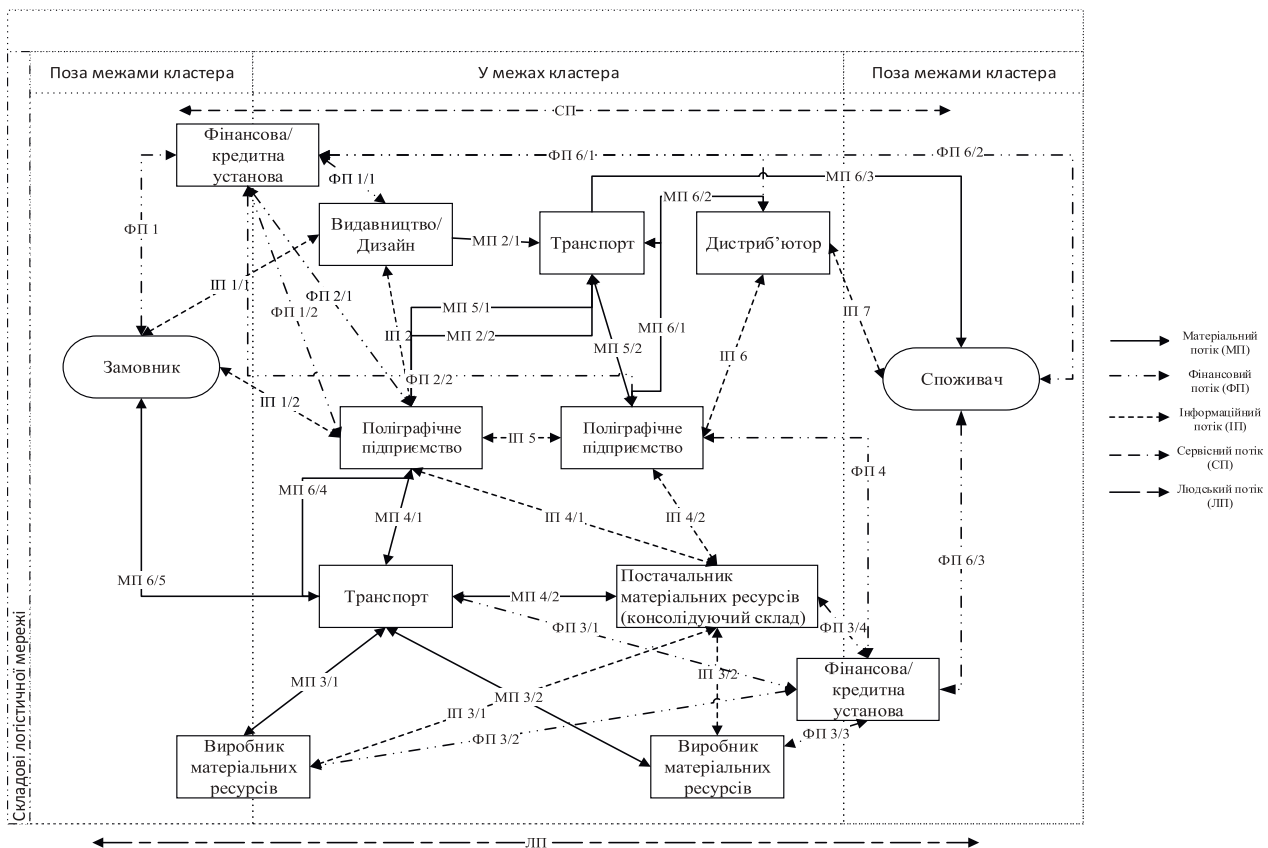 Поза межами кластера
У межах кластера
Поза межами кластера
СП
Фінансова/
кредитна
установа
ФП 6/1
ФП 6/2
ФП 1/1
МП 6/3
МП 6/2
ФП 1
Видавництво/
Дизайн
МП 2/1
Транспорт
Дистриб’ютор
ІП 1/1
ФП 2/1
ФП 1/2
МП 5/1
ІП 2
МП 2/2
МП 6/1
МП 5/2
ІП 6
ІП 7
Замовник
ФП 2/2
Споживач
ІП 1/2
Поліграфічне
підприємство
ІП 5
Поліграфічне
підприємство
ФП 4
МП 6/4
МП 4/1
ІП 4/1
ІП 4/2
ФП 6/3
МП 6/5
Транспорт
МП 4/2
Постачальник
матеріальних ресурсів
(консолідуючий склад)
ФП 3/1
ФП 3/4
МП 3/1
МП 3/2
ІП 3/2
ІП 3/1
ФП 3/2
Фінансова/
кредитна
установа
ФП 3/3
Виробник
матеріальних
ресурсів
Виробник
матеріальних
ресурсів
Складові логістичної мережі
ЛП
Матеріальний
потік (МП)
Фінансовий
потік (ФП)
Інформаційний
потік (ІП)
Сервісний потік
(СП)
Людський потік
(ЛП)